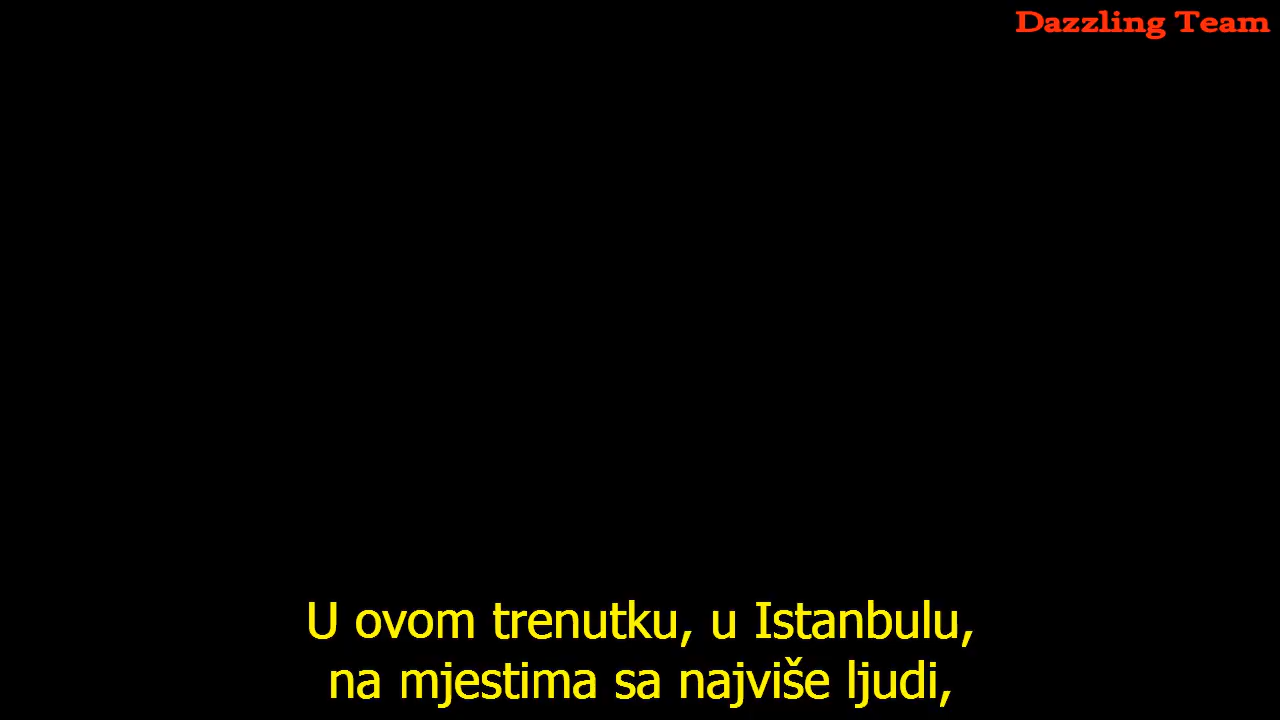 Dazzling Team
U ovom trenutku, u Istanbulu,
na mjestima sa najviše ljudi,